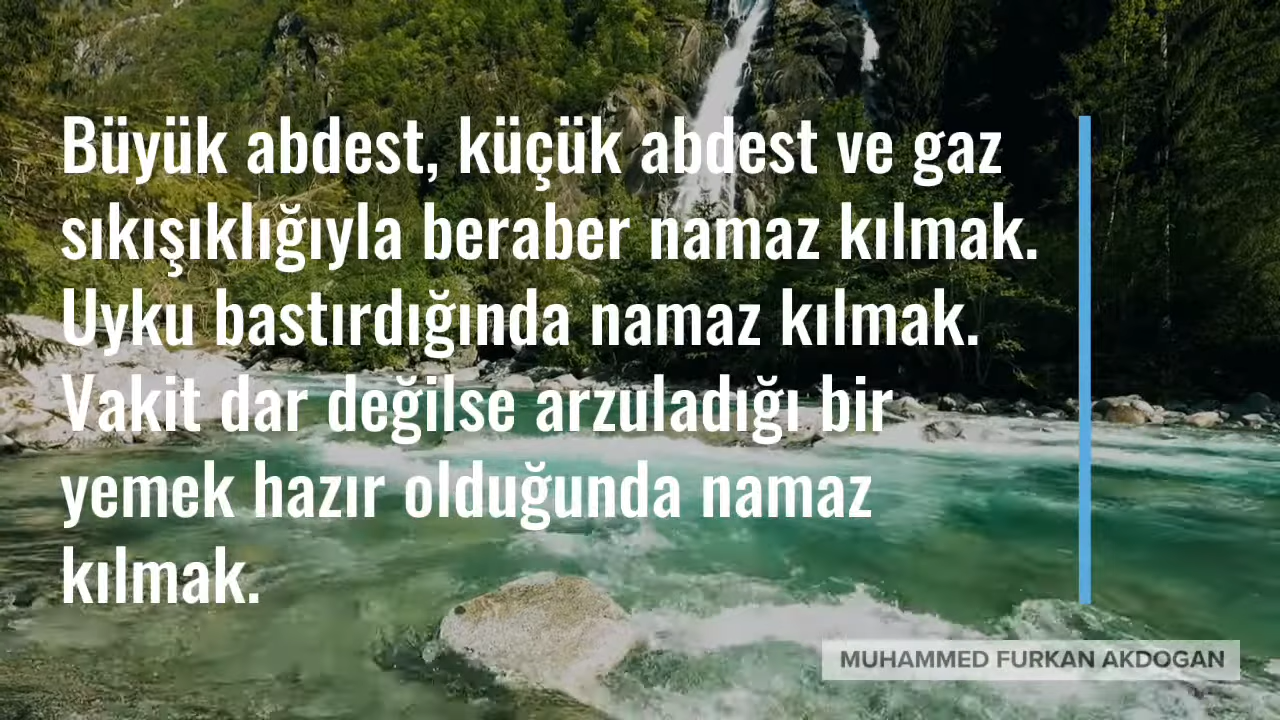 Büyük abdest, küçük abdest ve gaz
sıkışıklığıyla beraber namaz kılmak.
Uyku bastırdığında namaz kılmak.
Vakit dar değilse arzuladığı bir
yemek hazır olduğunda namaz
kılmak.
MUHAMMED FURKAN AKDOGAN